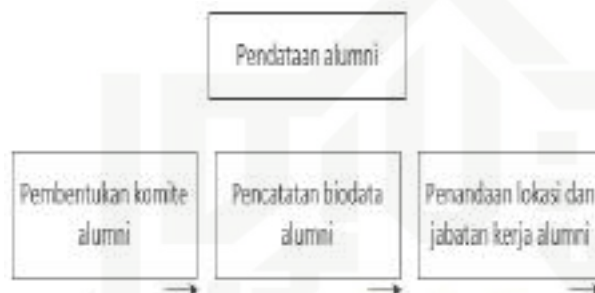 Pendataan alumni
Pembentukan komite
alumni
Pencatatan biodata
alumni
Penandaan lokasi dan
jabatan kerja alumni